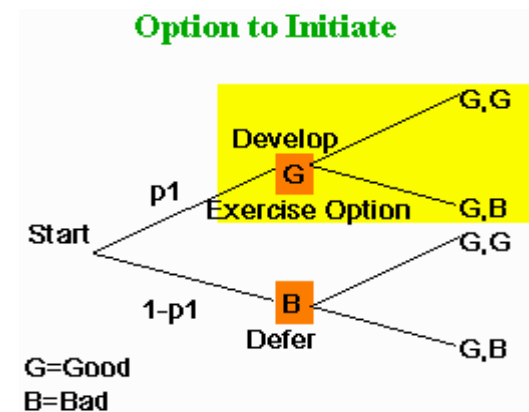 Option to Initiate
G,G
Develop
G
p1
Exercise Option
G,B
Start
G,G
B
1-p1
Defer
G,B
G=Good
B=Bad